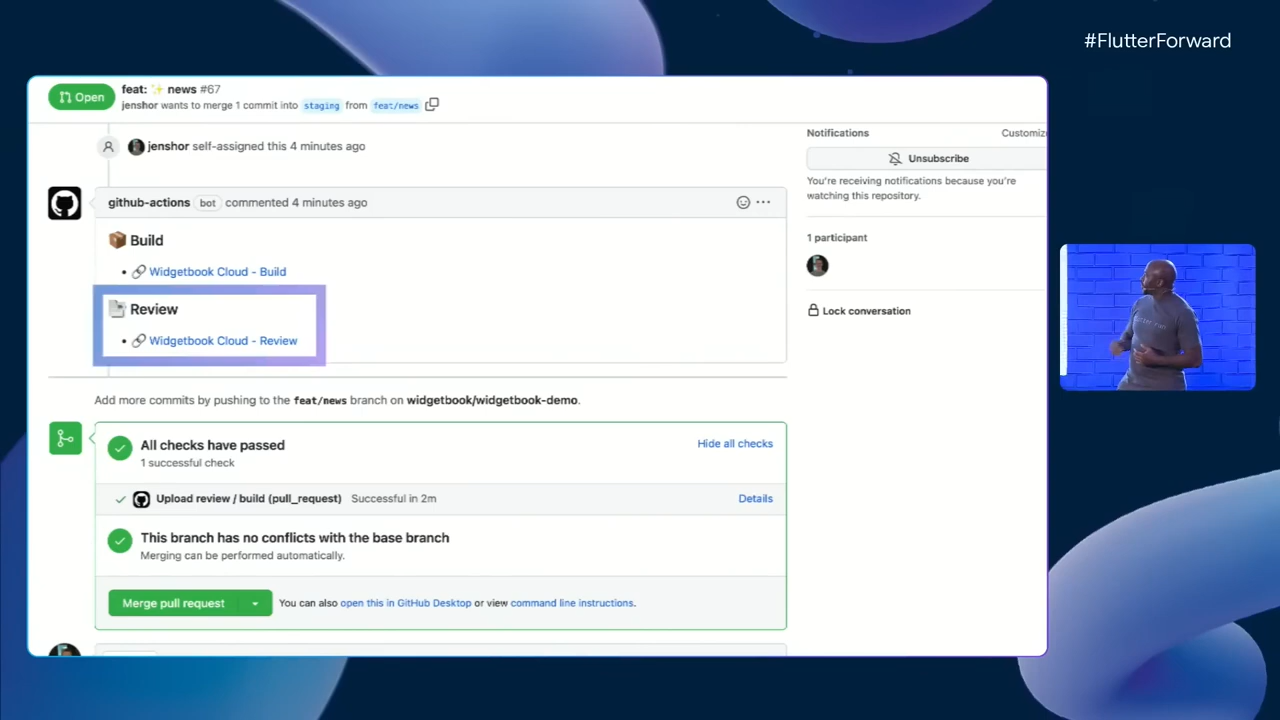 #FlutterForward
Open
feat: ✨ news #67
jenshor wants to merge 1 commit into staging from feat/news
jenshor self-assigned this 4 minutes ago
github-actions bot commented 4 minutes ago
📦 Build
• 🔗 Widgetbook Cloud - Build
Review
• 🔗 Widgetbook Cloud - Review
Add more commits by pushing to the feat/news branch on widgetbook/widgetbook-demo.
All checks have passed
1 successful check
Hide all checks
Upload review / build (pull_request) Successful in 2m
Details
This branch has no conflicts with the base branch
Merging can be performed automatically.
Merge pull request
You can also open this in GitHub Desktop or view command line instructions.
Notifications
Customiz
Unsubscribe
You're receiving notifications because you're
watching this repository.
1 participant
Lock conversation